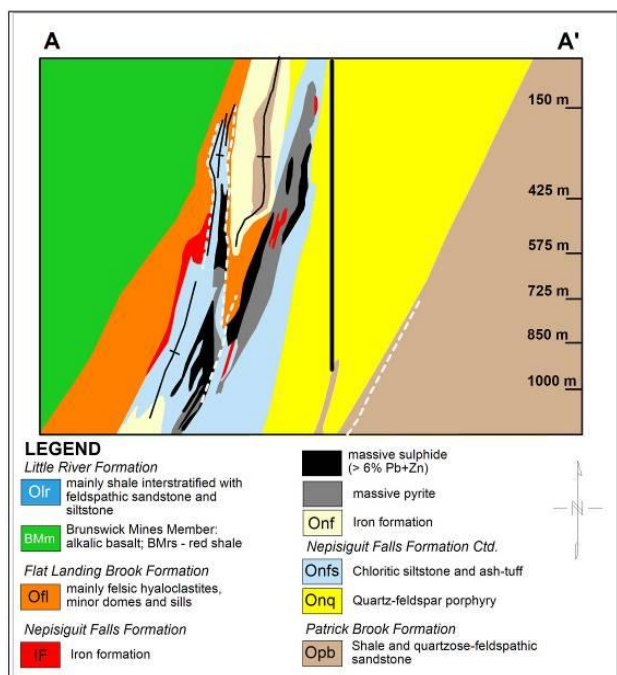 A A'
150 m
425 m
575 m
725 m
850 m
1000 m
LEGEND
Little River Formation
Olr mainly shale interstratified with
feldspathic sandstone and
siltstone
BMm Brunswick Mines Member:
alkalic basalt; BMrs - red shale
Flat Landing Brook Formation
Ofl mainly felsic hyaloclastites,
minor domes and sills
Nepisiguit Falls Formation
IF Iron formation
massive sulphide
(> 6% Pb+Zn)
massive pyrite
Onf Iron formation
Nepisiguit Falls Formation Ctd.
Onfs Chloritic siltstone and ash-tuff
Onq Quartz-feldspar porphyry
Patrick Brook Formation
Opb Shale and quartzose-feldspathic
sandstone
N